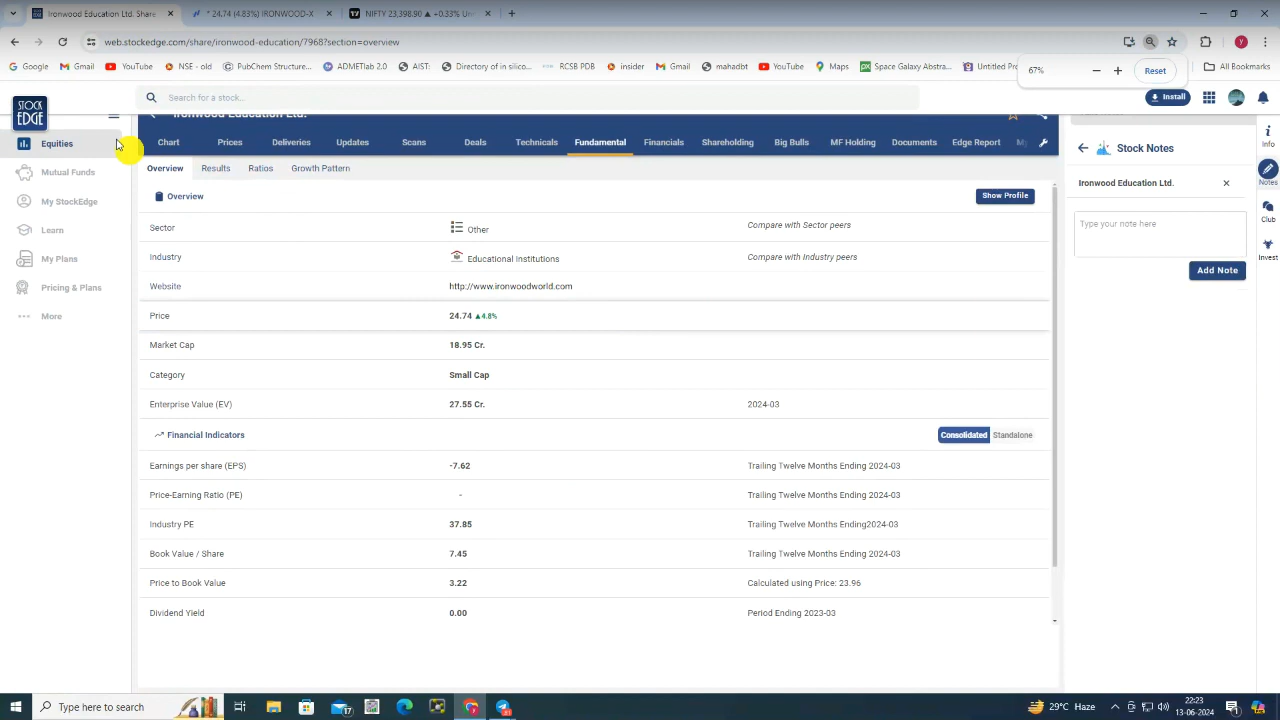 Ironwood Education Ltd. Share
* 24.74 (4.83%) IRONWOOD-X
NIFTY 23,398.90 ▲ +0.33% Un
web.stockedge.com/share/ironwood-education/7968?section=overview
Google
Gmail
YouTube
NSE - old
PubChem Structure...
ADMETlab 2.0
AIST:
Directory of in silico...
RCSB PDB
insider
Gmail
mahadbt
YouTube
Maps
Space Galaxy Abstra...
Untitled Pr
All Bookmarks
67%
Reset
STOCK
EDGE
Search for a stock...
Install
Ironwood Education Ltd.
Chart
Prices
Deliveries
Updates
Scans
Deals
Technicals
Fundamental
Financials
Shareholding
Big Bulls
MF Holding
Documents
Edge Report
My
Overview
Results
Ratios
Growth Pattern
Equities
Mutual Funds
My StockEdge
Learn
My Plans
Pricing & Plans
More
Overview
Show Profile
Sector Other Compare with Sector peers
Industry Educational Institutions Compare with Industry peers
Website http://www.ironwoodworld.com
Price 24.74 ▲4.8%
Market Cap 18.95 Cr.
Category Small Cap
Enterprise Value (EV) 27.55 Cr. 2024-03
Financial Indicators Consolidated Standalone
Earnings per share (EPS) -7.62 Trailing Twelve Months Ending 2024-03
Price-Earning Ratio (PE) - Trailing Twelve Months Ending 2024-03
Industry PE 37.85 Trailing Twelve Months Ending2024-03
Book Value / Share 7.45 Trailing Twelve Months Ending 2024-03
Price to Book Value 3.22 Calculated using Price: 23.96
Dividend Yield 0.00 Period Ending 2023-03
Stock Notes
Ironwood Education Ltd.
Type your note here
Add Note
Info
Notes
Club
Invest
Type here to search
17
29°C Haze
22:23
13-06-2024